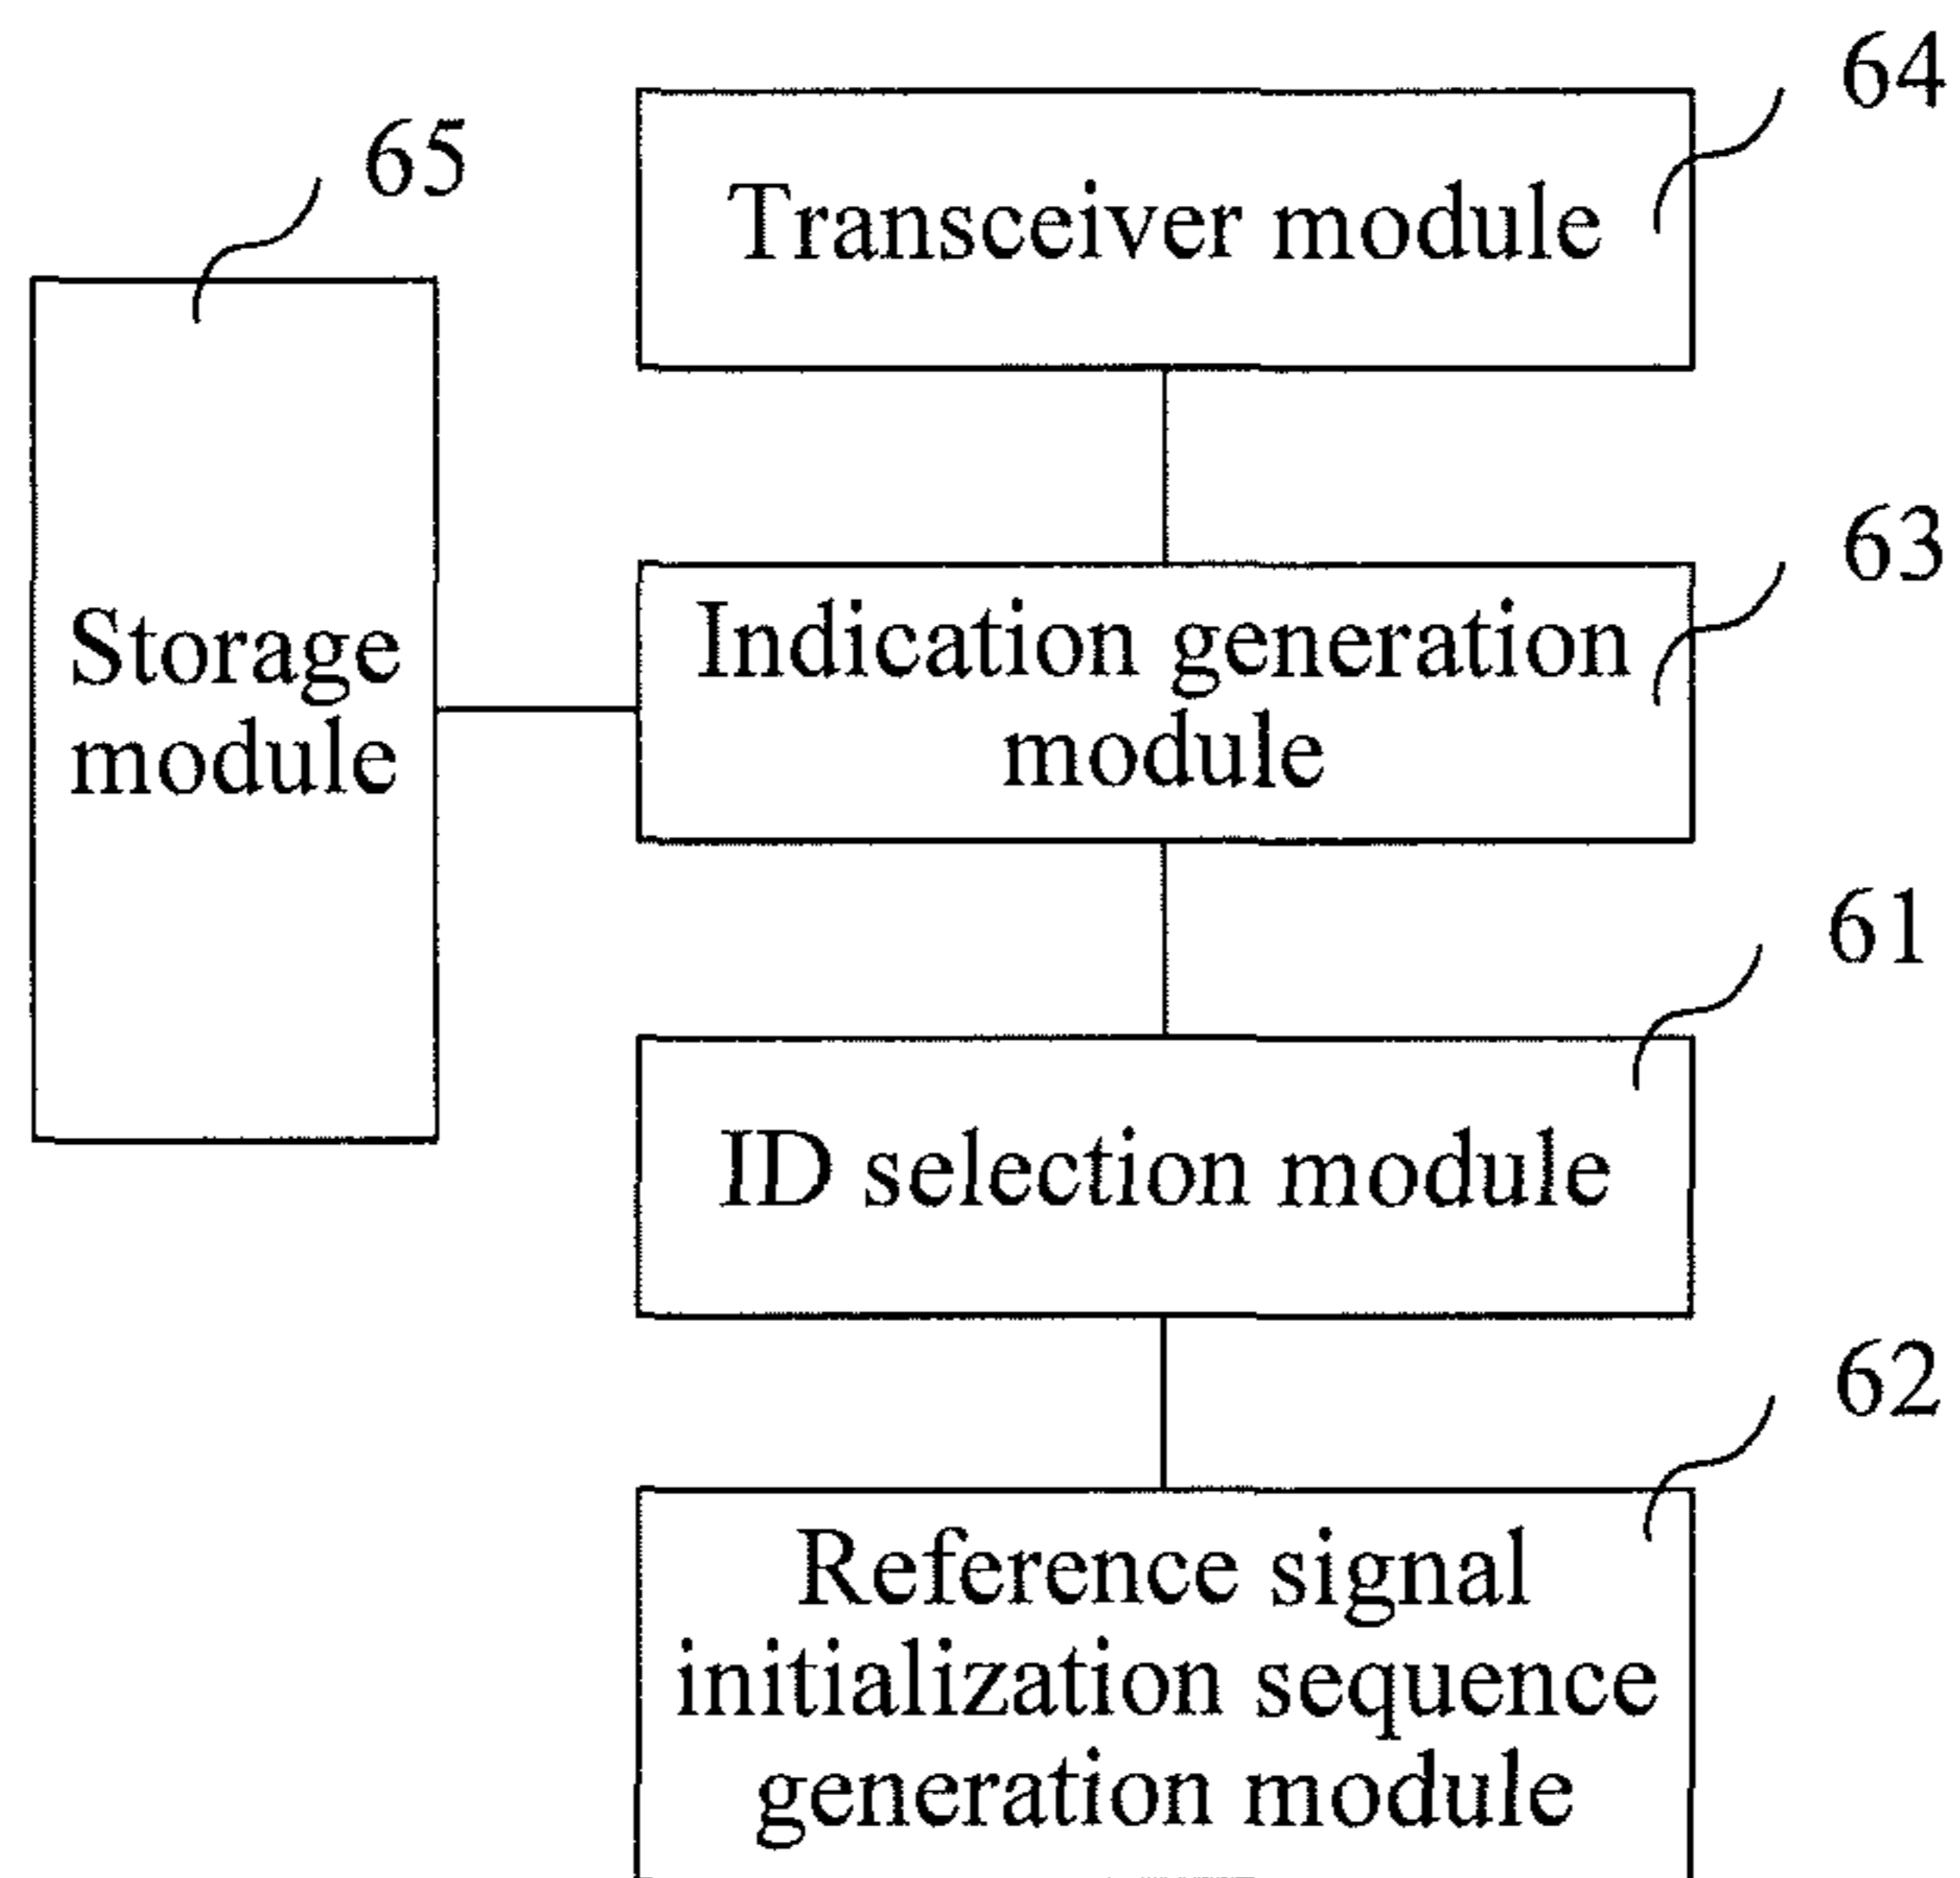 64
Transceiver module
65
63
Storage
module
Indication generation
module
61
ID selection module
62
Reference signal
initialization sequence
generation module